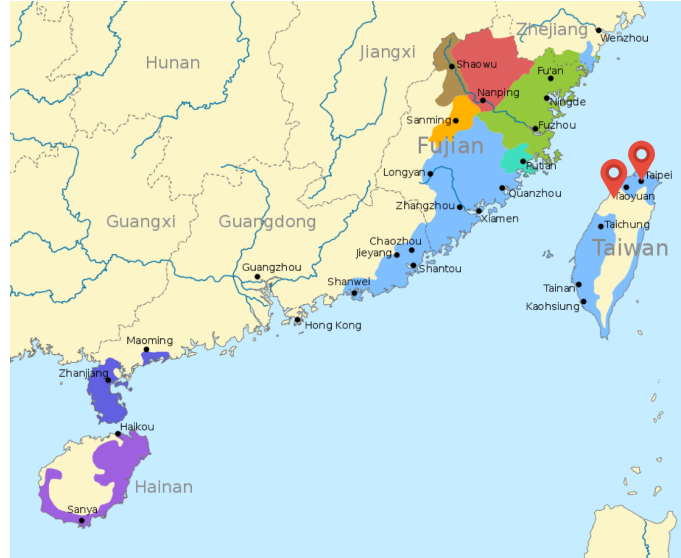 Zhejiang
Wenzhou
Jiangxi
Hunan
Shaowu
Fu'an
Nanping
Ningde
Sanming
Fuzhou
Fujian
Putian
Longyan
Taipei
Quanzhou
Taoyuan
Zhangzhou
Xiamen
Guangxi
Guangdong
Taichung
Chaozhou
Jieyang
Taiwan
Guangzhou
Shantou
Shanwei
Tainan
Kaohsiung
Hong Kong
Maoming
Zhanjiang
Haikou
Hainan
Sanya